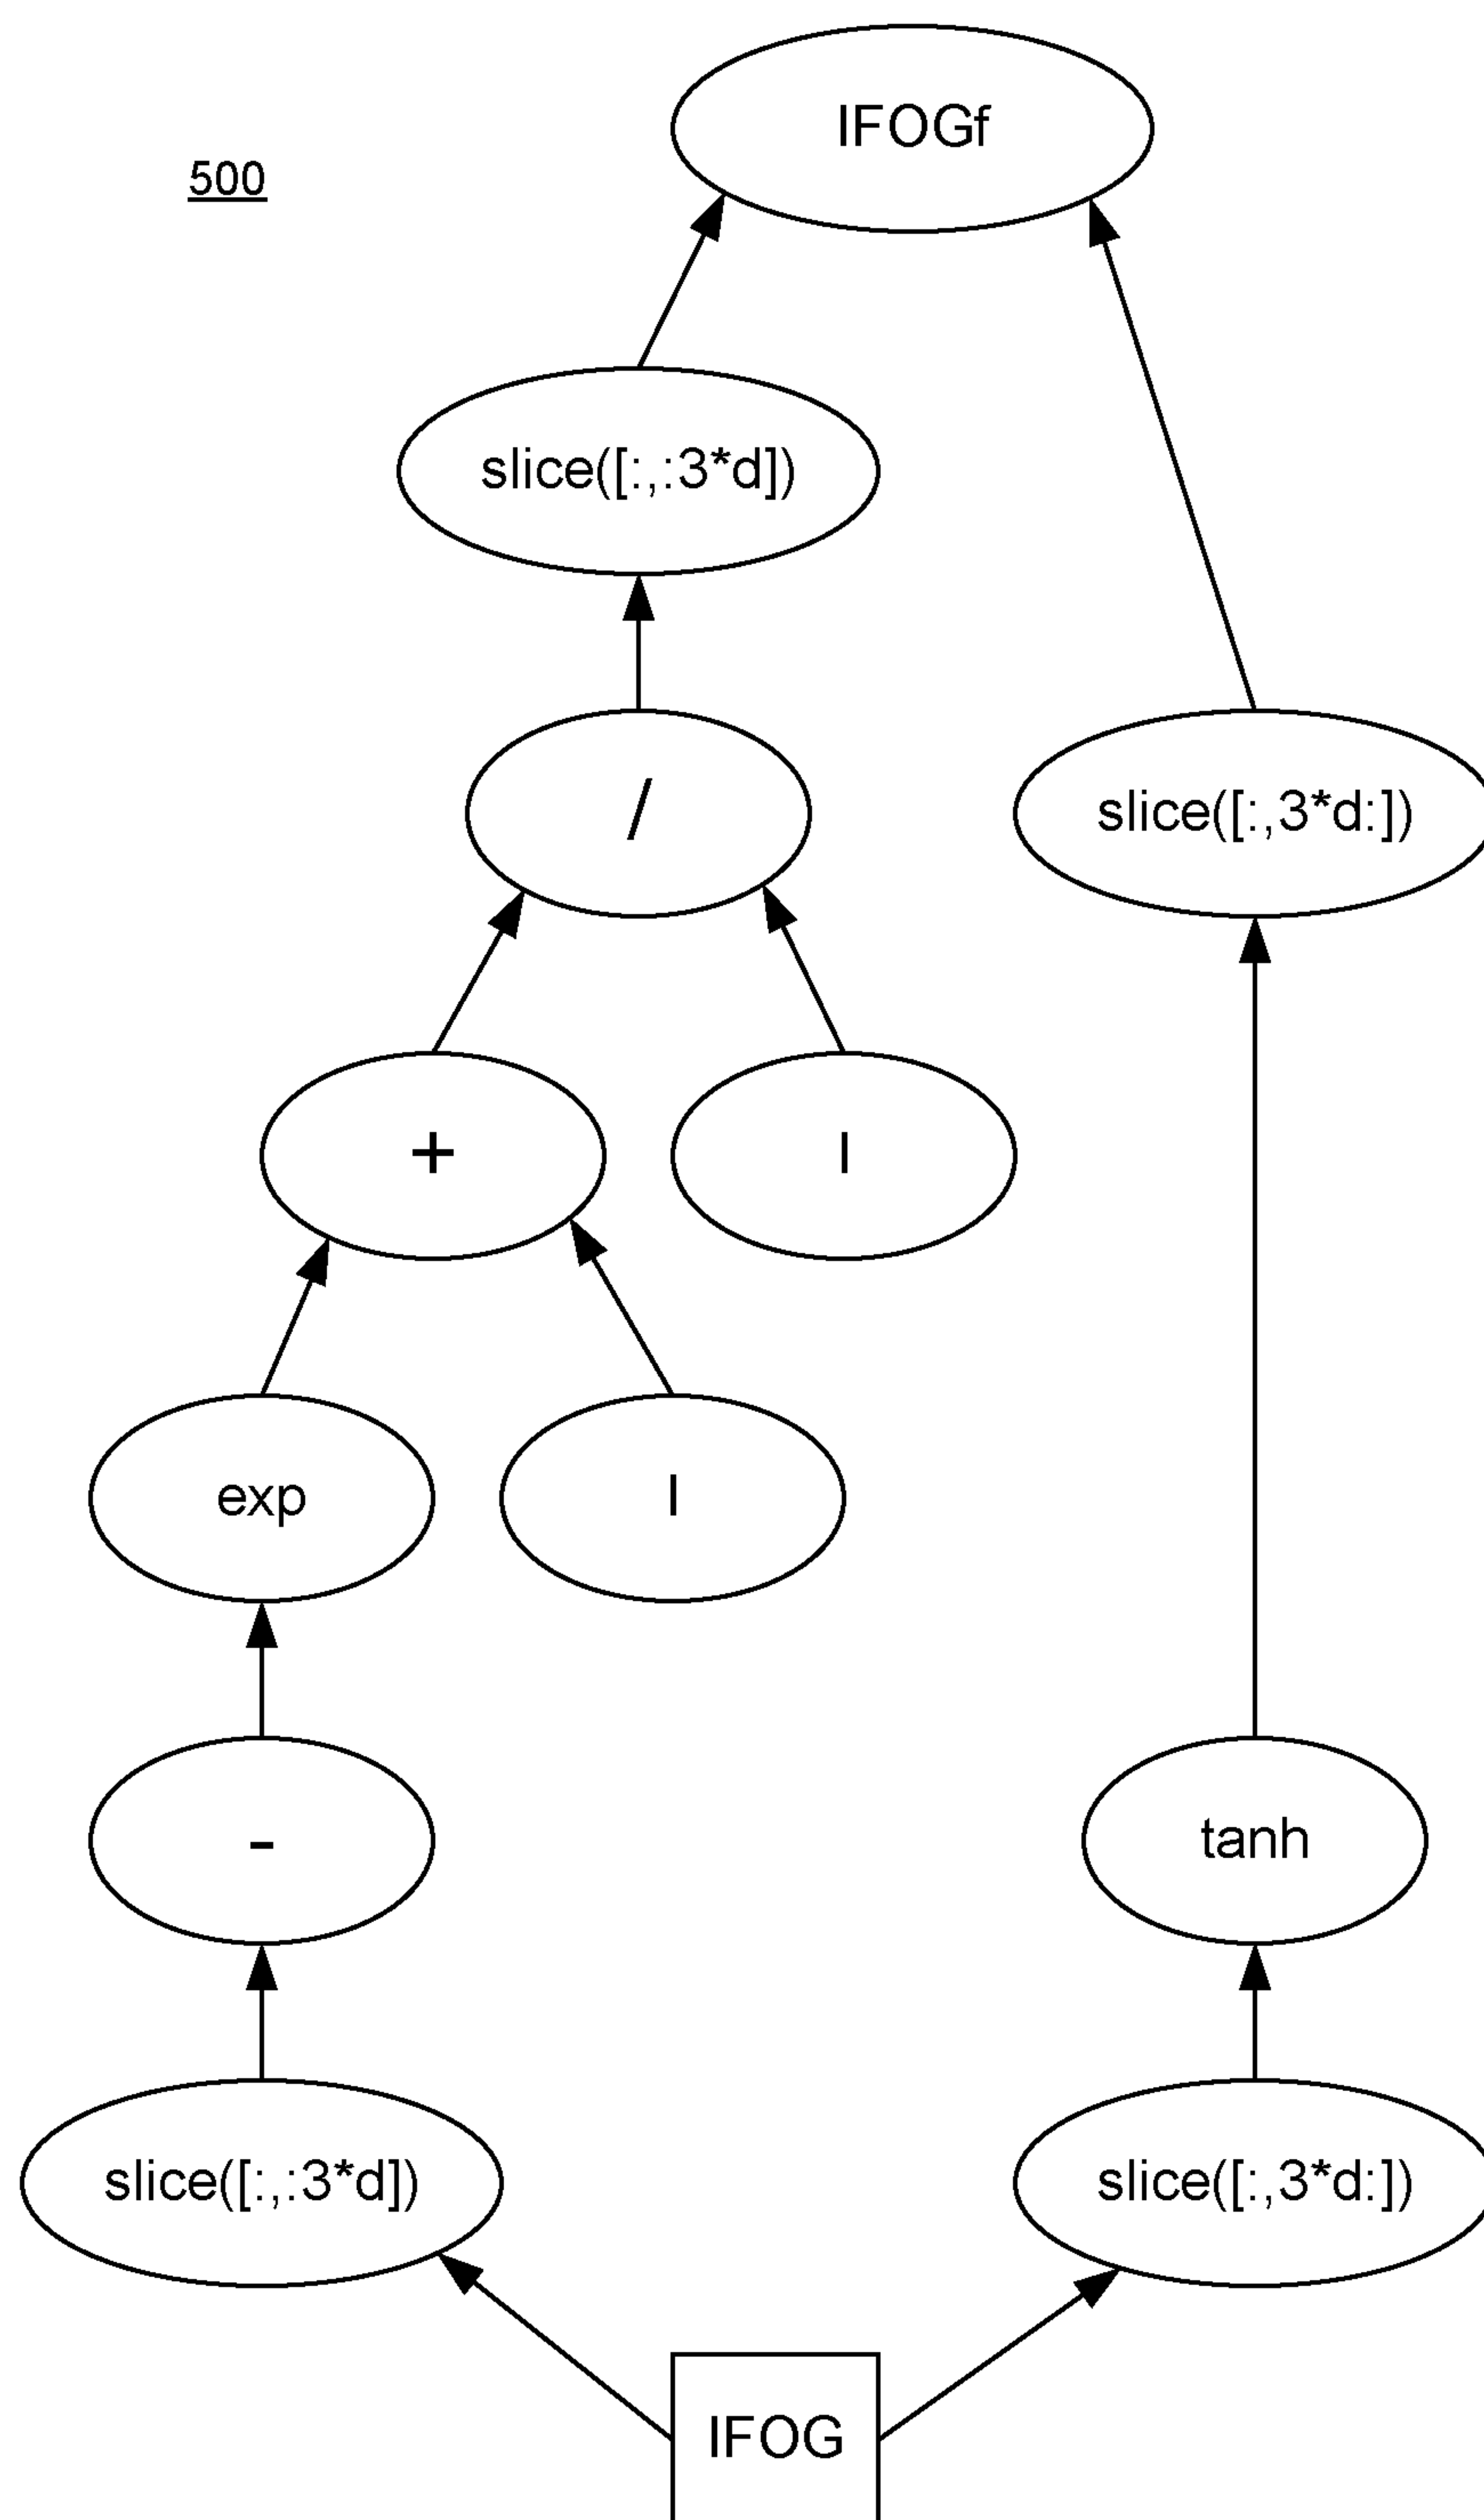 IFOGf
500
slice([:,:3*d])
/
slice([:,3*d:])
+
I
exp
I
-
tanh
slice([:,:3*d])
slice([:,3*d:])
IFOG